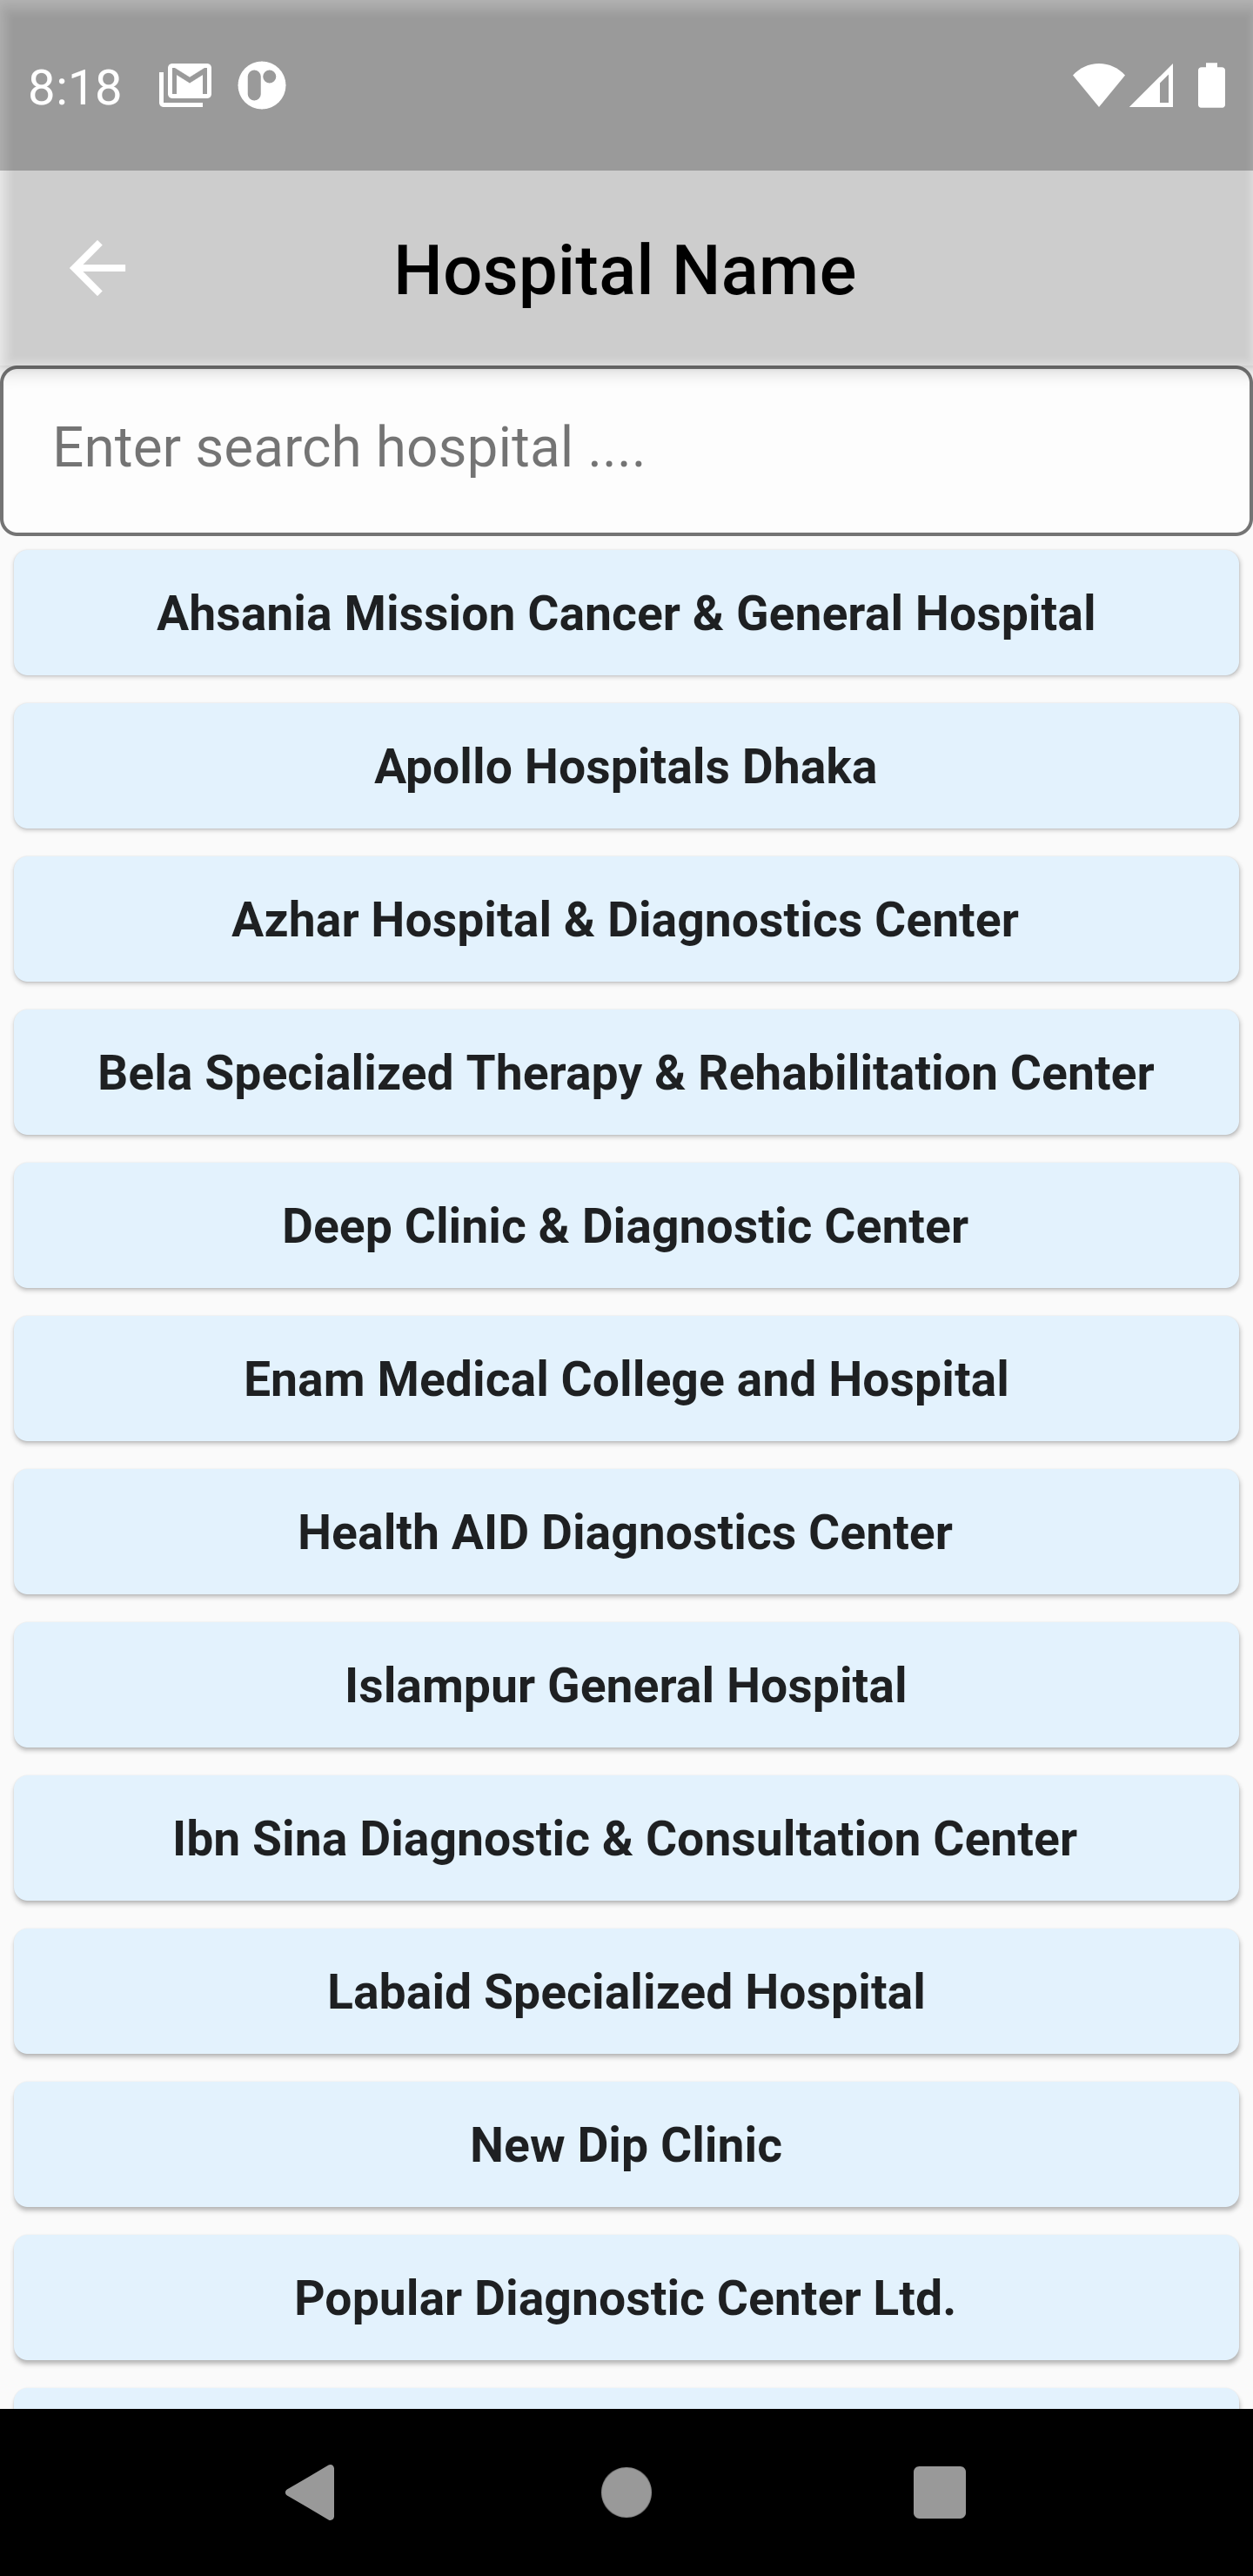 8:18
Hospital Name
Enter search hospital ....
Ahsania Mission Cancer & General Hospital
Apollo Hospitals Dhaka
Azhar Hospital & Diagnostics Center
Bela Specialized Therapy & Rehabilitation Center
Deep Clinic & Diagnostic Center
Enam Medical College and Hospital
Health AID Diagnostics Center
Islampur General Hospital
Ibn Sina Diagnostic & Consultation Center
Labaid Specialized Hospital
New Dip Clinic
Popular Diagnostic Center Ltd.